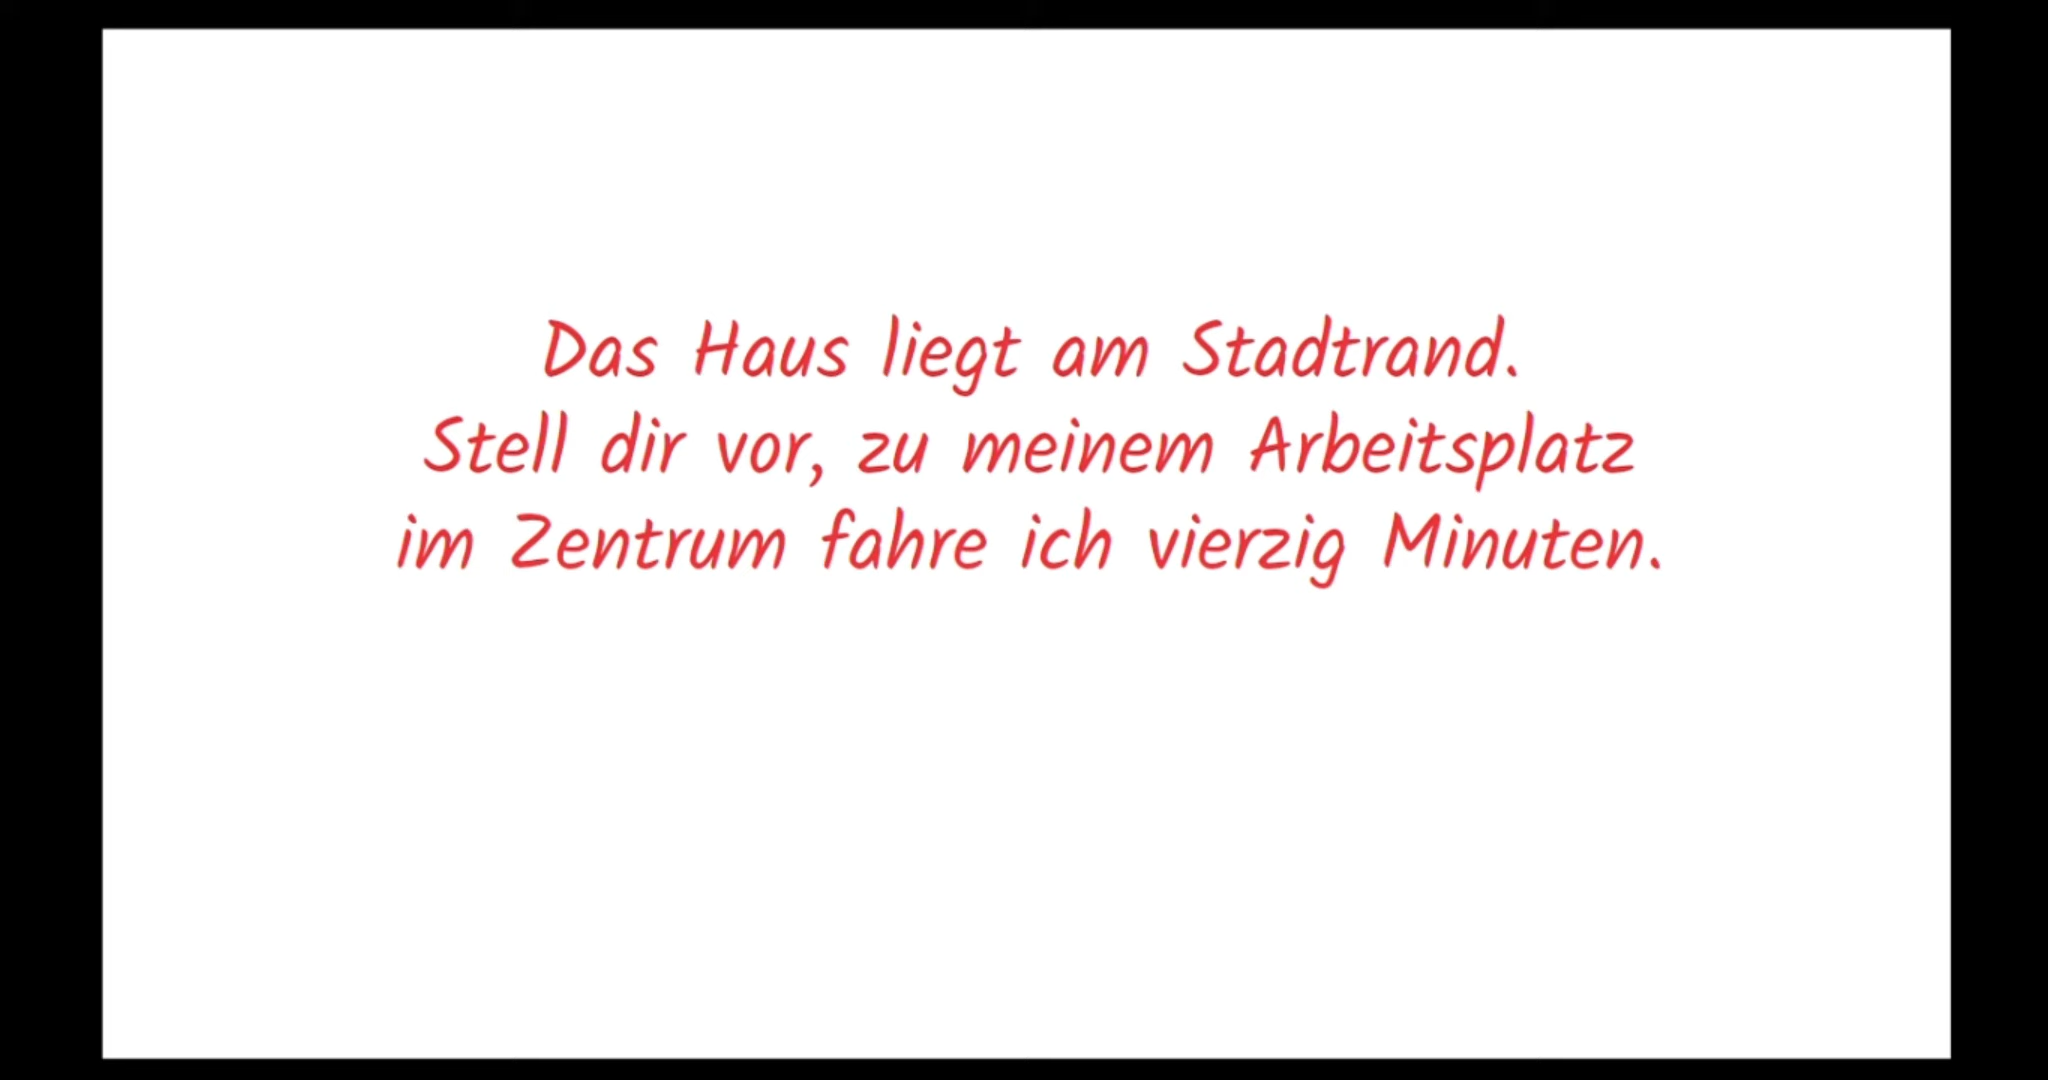 Das Haus liegt am Stadtrand.
Stell dir vor, zu meinem Arbeitsplatz
im Zentrum fahre ich vierzig Minuten.